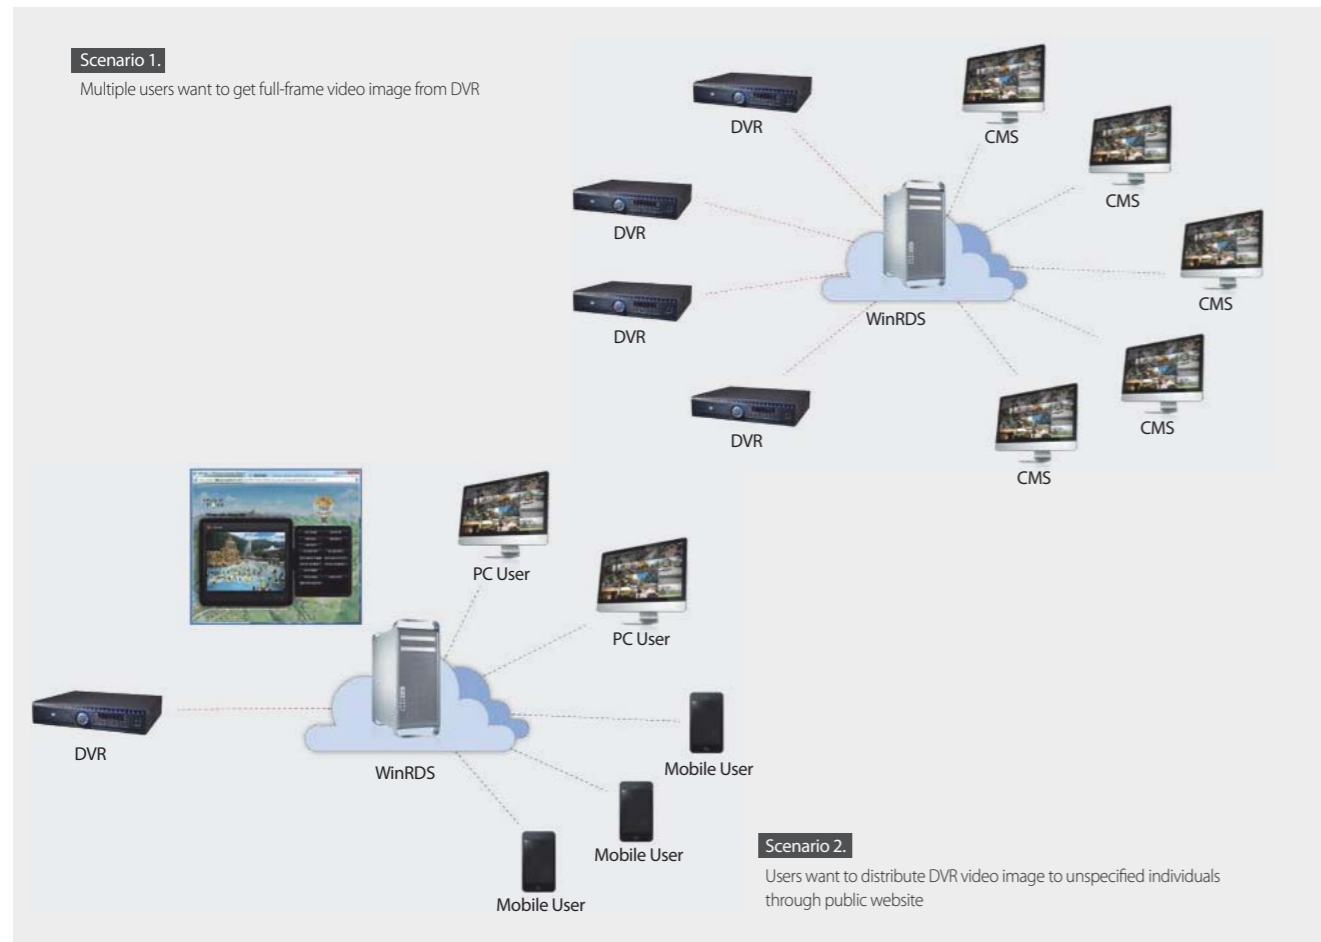 Scenario 1.
Multiple users want to get full-frame video image from DVR
DVR
CMS
CMS
DVR
CMS
DVR
WinRDS
CMS
DVR
CMS
PC User
PC User
DVR
WinRDS
Mobile User
Mobile User
Mobile User
Scenario 2.
Users want to distribute DVR video image to unspecified individuals
through public website